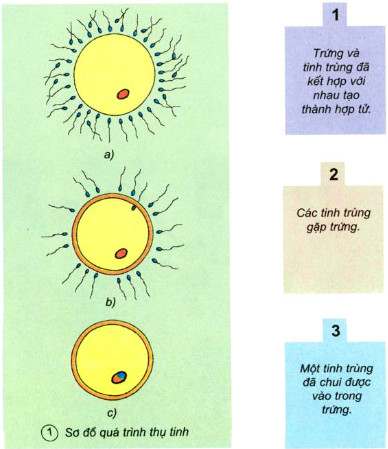 a)
b)
c)
1 Sơ đồ quá trình thụ tinh
1
Trứng và
tinh trùng đã
kết hợp với
nhau tạo
thành hợp tử.
2
Các tinh trùng
gặp trứng.
3
Một tinh trùng
đã chui được
vào trong
trứng.